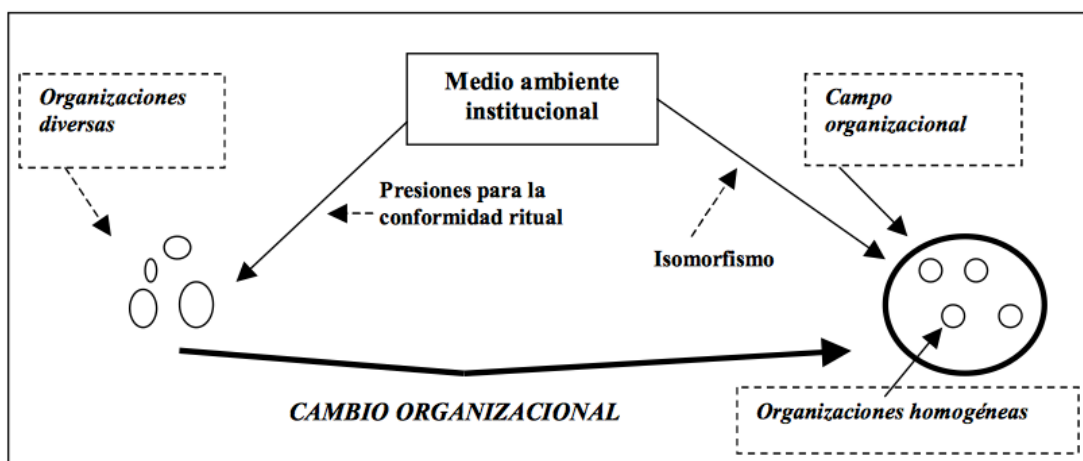 Organizaciones
diversas
Medio ambiente
institucional
Campo
organizacional
Presiones para la
conformidad ritual
Isomorfismo
CAMBIO ORGANIZACIONAL
Organizaciones homogéneas